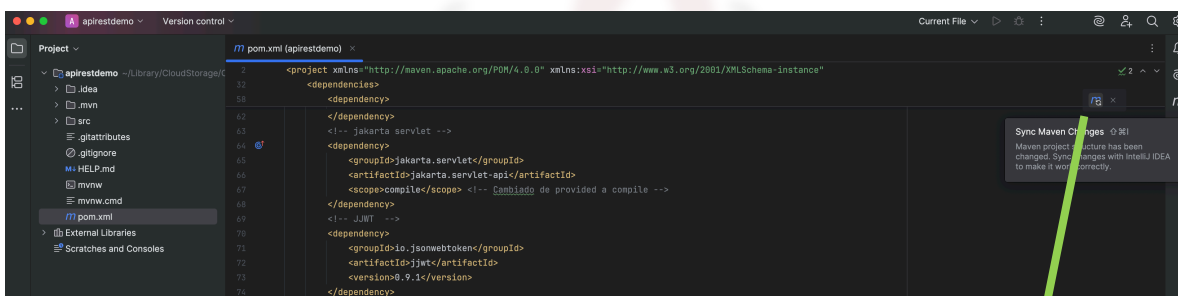 A apirestdemo Version control Current File
Project
pom.xml (apirestdemo)
apirestdemo ~/Library/CloudStorage/
.idea
.mvn
src
.gitattributes
.gitignore
M↓ HELP.md
mvnw
mvnw.cmd
m pom.xml
External Libraries
Scratches and Consoles
2 <project xmlns="http://maven.apache.org/POM/4.0.0" xmlns:xsi="http://www.w3.org/2001/XMLSchema-instance"
32 <dependencies>
58 <dependency>
62 </dependency>
63 <!-- jakarta servlet -->
64 <dependency>
65 <groupId>jakarta.servlet</groupId>
66 <artifactId>jakarta.servlet-api</artifactId>
67 <scope>compile</scope> <!-- Cambiado de provided a compile -->
68 </dependency>
69 <!-- JJWT -->
70 <dependency>
71 <groupId>io.jsonwebtoken</groupId>
72 <artifactId>jjwt</artifactId>
73 <version>0.9.1</version>
74 </dependency>
2
Sync Maven Changes ⇧⌘I
Maven project structure has been
changed. Sync changes with IntelliJ IDEA
to make it work correctly.